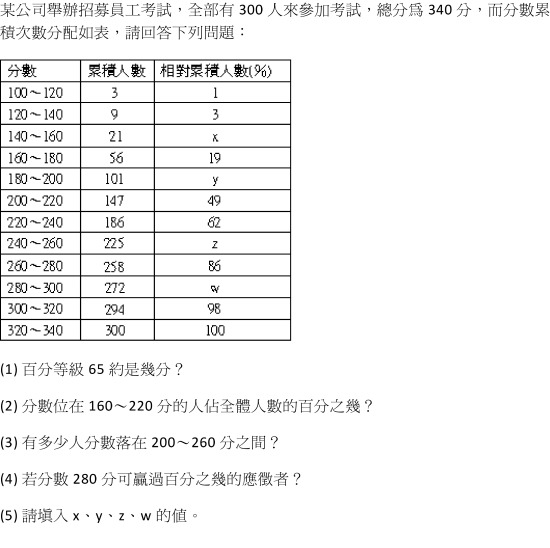 某公司舉辦招募員工考試，全部有 300 人來參加考試，總分為 340 分，而分數累
積次數分配如表，請回答下列問題：
分數 累積人數 相對累積人數(%)
100～120 3 1
120～140 9 3
140～160 21 x
160～180 56 19
180～200 101 y
200～220 147 49
220～240 186 62
240～260 225 z
260～280 258 86
280～300 272 w
300～320 294 98
320～340 300 100
(1) 百分等級 65 約是幾分？
(2) 分數位在 160～220 分的人佔全體人數的百分之幾？
(3) 有多少人分數落在 200～260 分之間？
(4) 若分數 280 分可贏過百分之幾的應徵者？
(5) 請填入 x、y、z、w 的值。